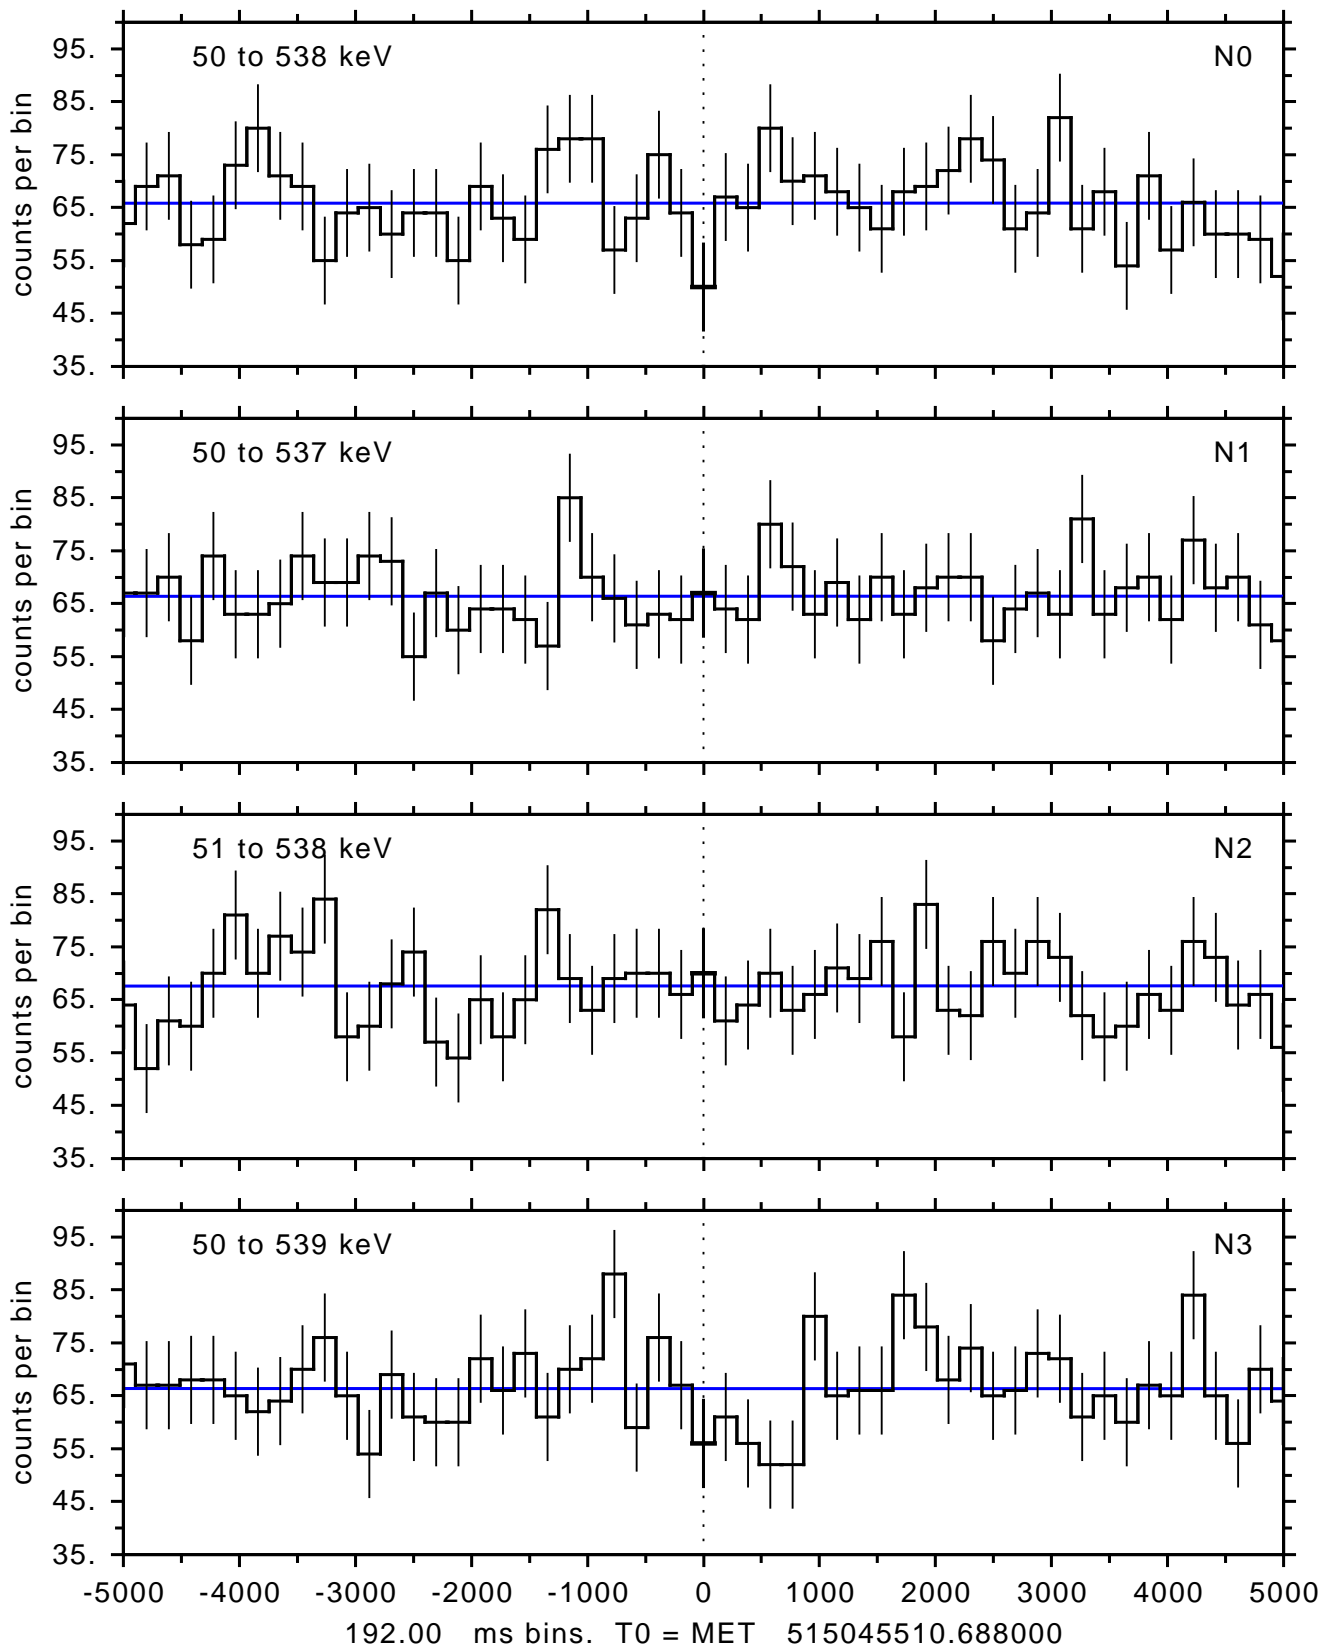 50 to 538 keV N0
95.
85.
75.
65.
55.
45.
35.
counts per bin
50 to 537 keV N1
95.
85.
75.
65.
55.
45.
35.
counts per bin
51 to 538 keV N2
95.
85.
75.
65.
55.
45.
35.
counts per bin
50 to 539 keV N3
95.
85.
75.
65.
55.
45.
35.
counts per bin
-5000 -4000 -3000 -2000 -1000 0 1000 2000 3000 4000 5000
192.00 ms bins. T0 = MET 515045510.688000